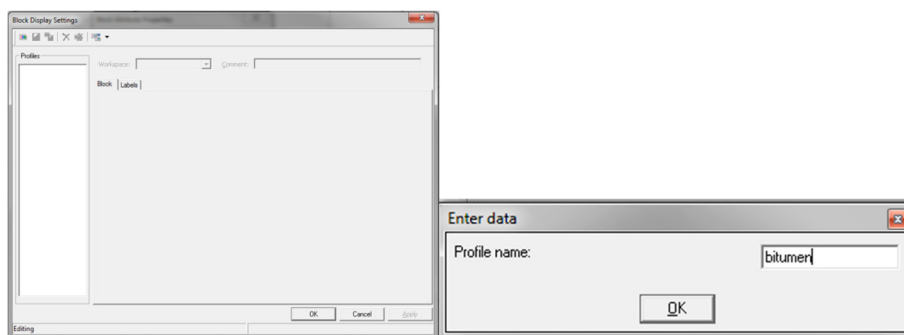 Block Display Settings
Profiles
Workspace:
Comment:
Block
Labels
OK
Cancel
Apply
Editing
Enter data
Profile name:
bitumen
OK